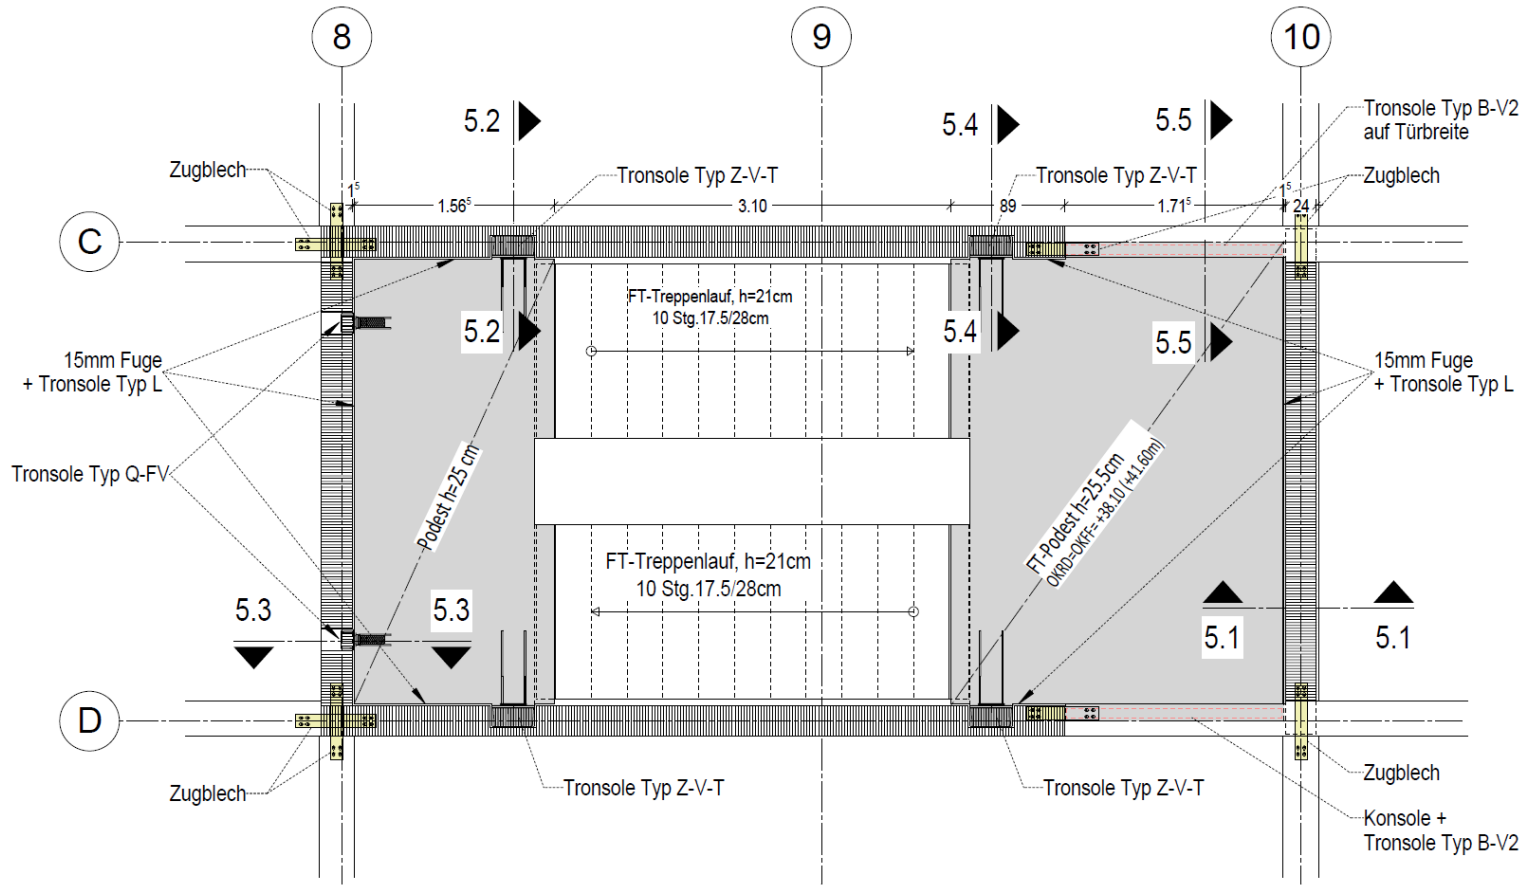 8
9
10
5.2
5.4
5.5
Tronsole Typ B-V2
auf Türbreite
Zugblech
Tronsole Typ Z-V-T
Tronsole Typ Z-V-T
Zugblech
1⁵
1.56⁵
3.10
89
1.71⁵
1⁵
24
C
FT-Treppenlauf, h=21cm
10 Stg.17.5/28cm
5.2
5.4
5.5
15mm Fuge
+ Tronsole Typ L
15mm Fuge
+ Tronsole Typ L
Tronsole Typ Q-FV
Podest h=25 cm
FT-Podest h=25.5cm
OKRD=OKFF= +38.10 (+41.60m)
FT-Treppenlauf, h=21cm
10 Stg.17.5/28cm
5.3
5.3
5.1
5.1
D
Zugblech
Tronsole Typ Z-V-T
Tronsole Typ Z-V-T
Zugblech
Konsole +
Tronsole Typ B-V2